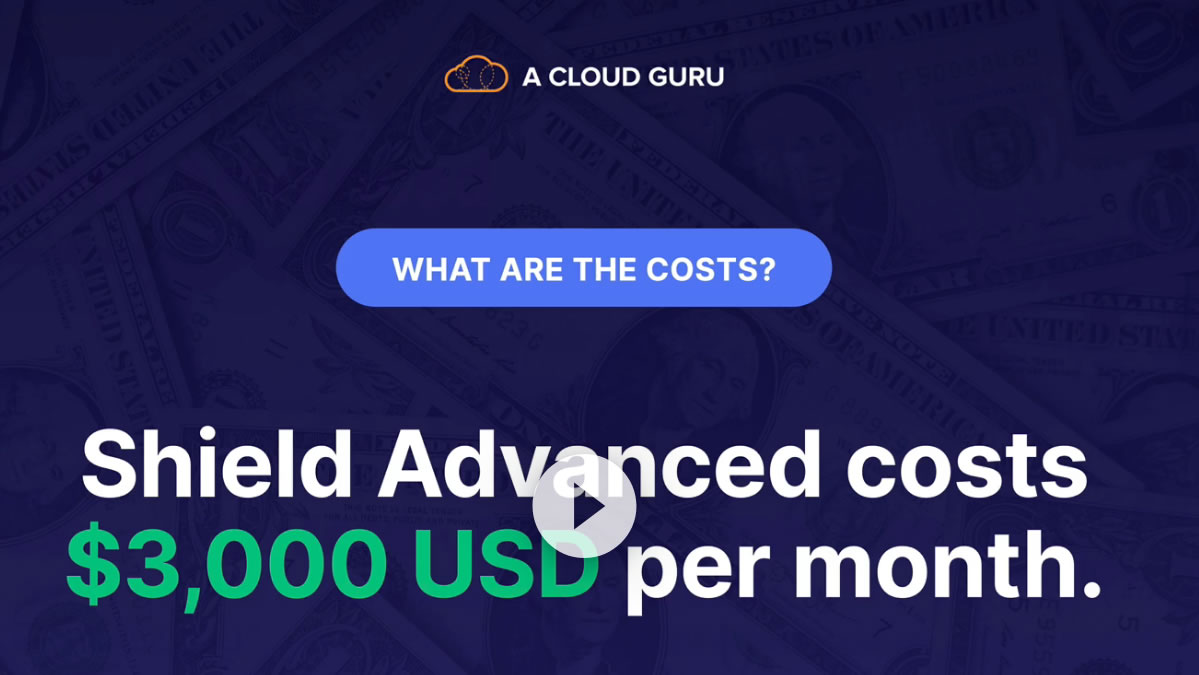 A CLOUD GURU
WHAT ARE THE COSTS?
Shield Advanced costs
$3,000 USD per month.